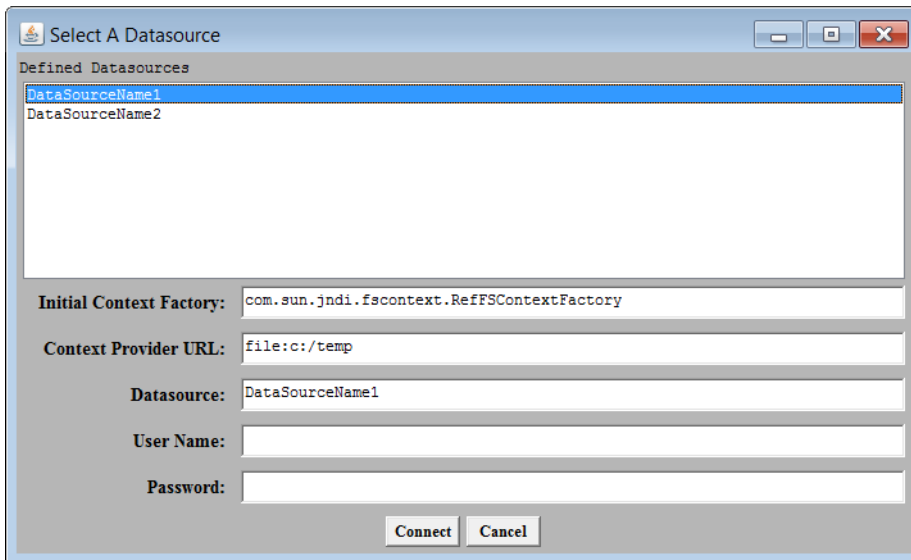 Select A Datasource
Defined Datasources
DataSourceName1
DataSourceName2
Initial Context Factory: com.sun.jndi.fscontext.RefFSContextFactory
Context Provider URL: file:c:/temp
Datasource: DataSourceName1
User Name:
Password:
Connect Cancel